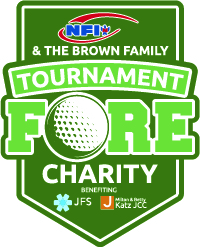 NFI
& THE BROWN FAMILY
TOURNAMENT
FORE
CHARITY
BENEFITING
JFS
J
Milton & Betty
Katz JCC